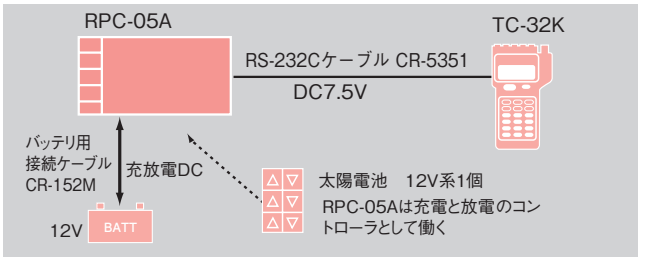 RPC-05A
TC-32K
RS-232Cケーブル CR-5351
DC7.5V
バッテリ用
接続ケーブル
CR-152M
充放電DC
太陽電池　12V系1個
RPC-05Aは充電と放電のコン
トローラとして働く
12V
BATT